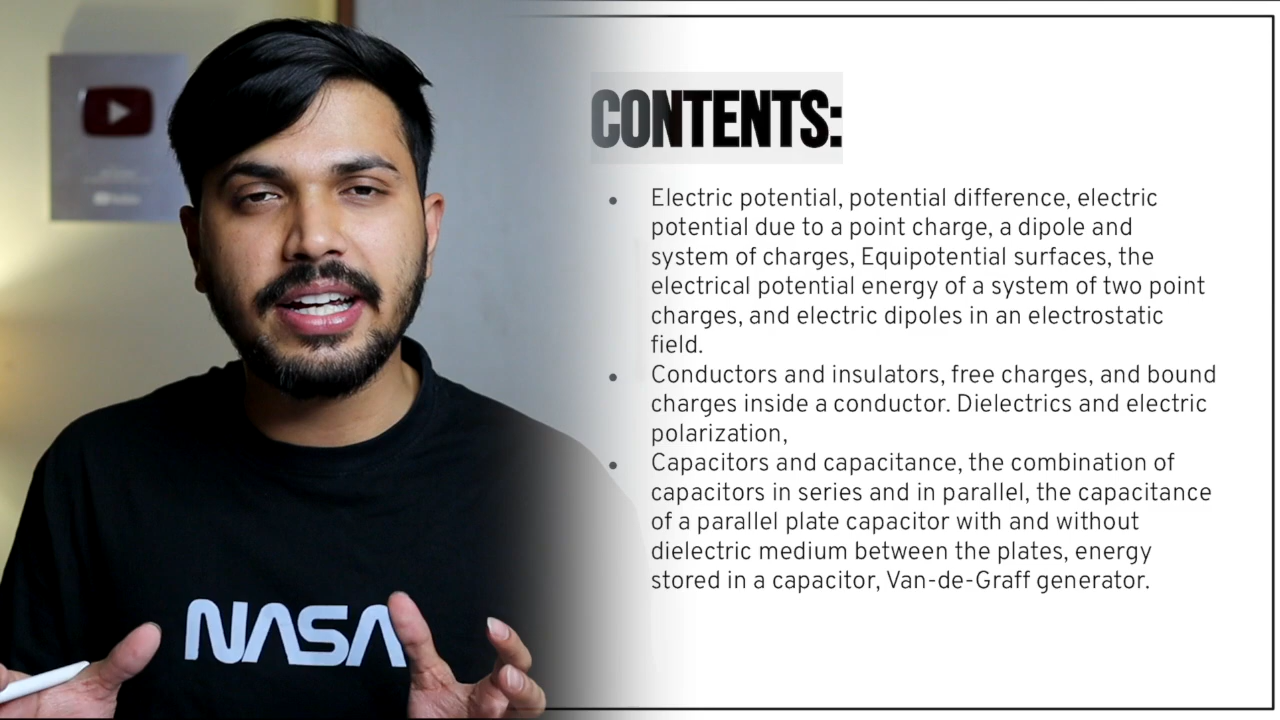 CONTENTS:
• Electric potential, potential difference, electric
potential due to a point charge, a dipole and
system of charges, Equipotential surfaces, the
electrical potential energy of a system of two point
charges, and electric dipoles in an electrostatic
field.
• Conductors and insulators, free charges, and bound
charges inside a conductor. Dielectrics and electric
polarization,
• Capacitors and capacitance, the combination of
capacitors in series and in parallel, the capacitance
of a parallel plate capacitor with and without
dielectric medium between the plates, energy
stored in a capacitor, Van-de-Graff generator.
NASA